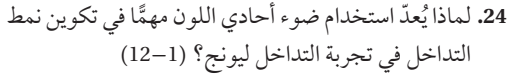 24. لماذا يُعدّ استخدام ضوء أحادي اللون مهمًّا في تكوين نمط
التداخل في تجربة التداخل ليونج؟ (1–12)